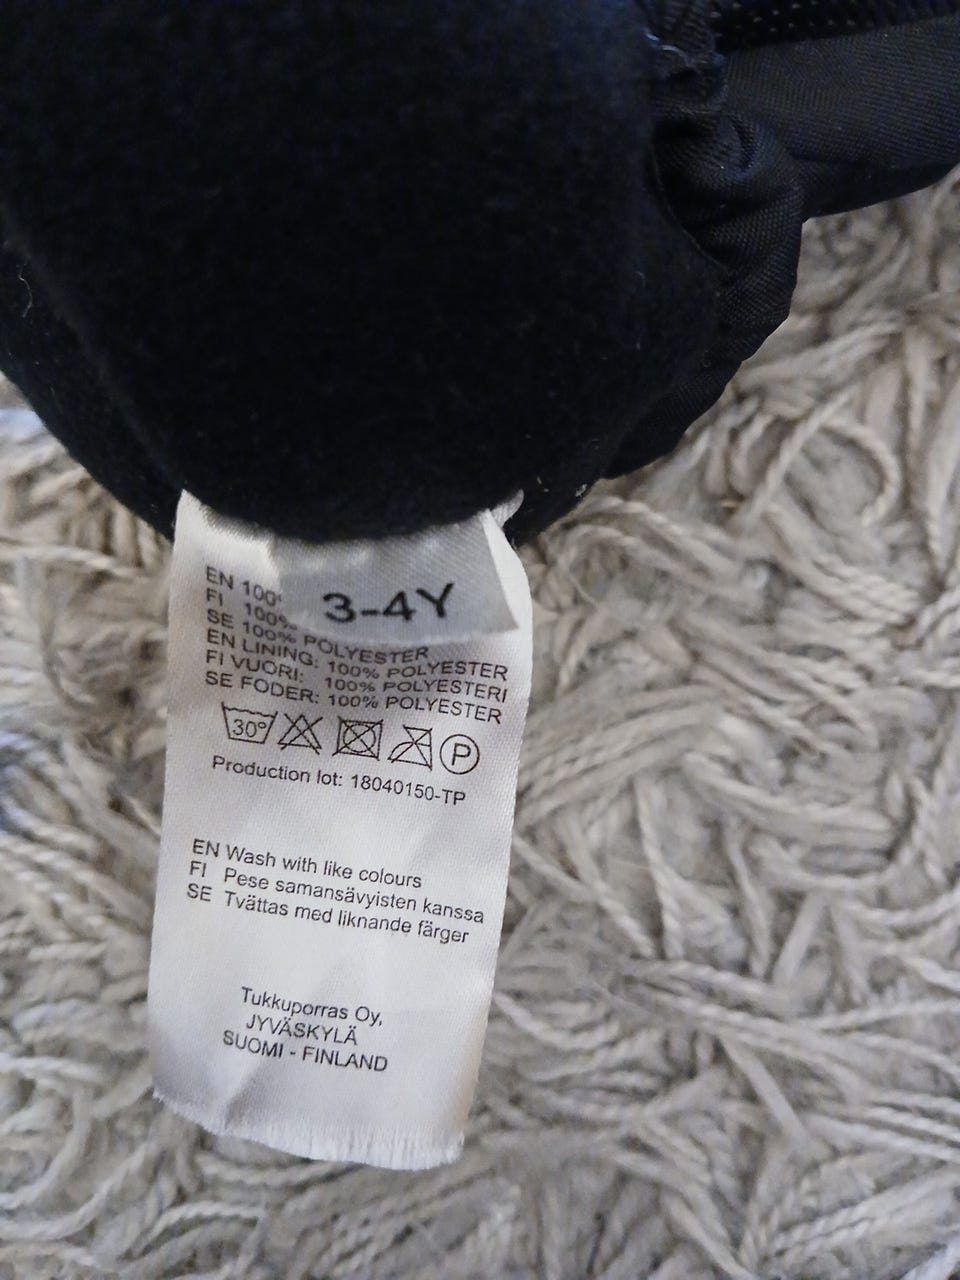 3-4Y
EN 100%
FI 100%
SE 100% POLYESTER
EN LINING: 100% POLYESTER
FI VUORI: 100% POLYESTERI
SE FODER: 100% POLYESTER
30° P
Production lot: 18040150-TP
EN Wash with like colours
FI Pese samansävyisten kanssa
SE Tvättas med liknande färger
Tukkuporras Oy,
JYVÄSKYLÄ
SUOMI - FINLAND